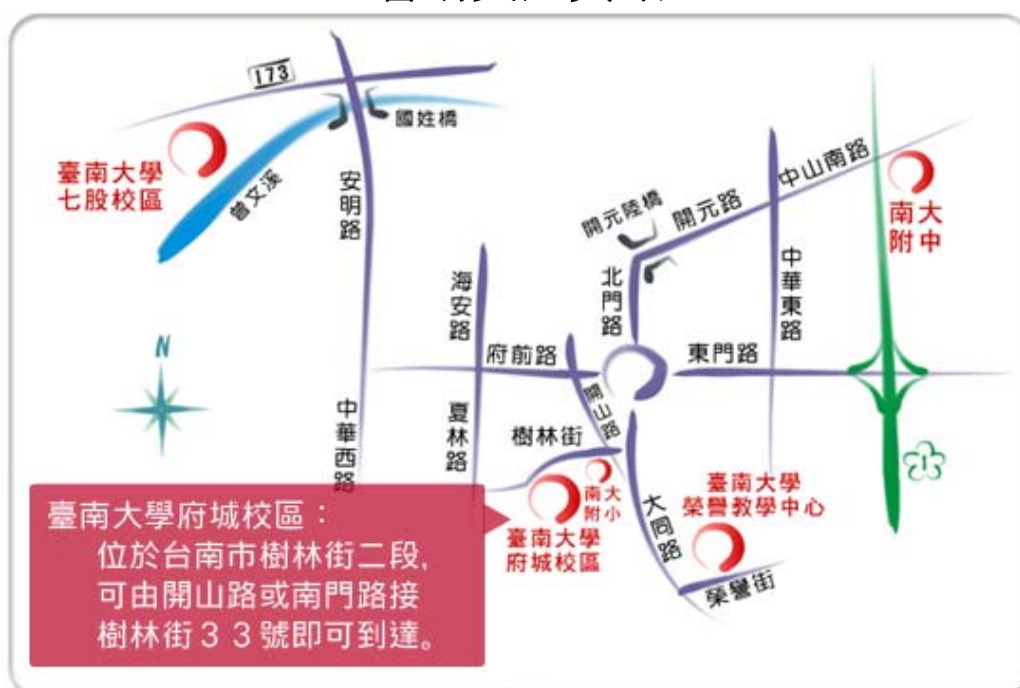 173
國姓橋
臺南大學
七股校區
曾文溪
安明路
中山南路
開元路
開元陸橋
南大
附中
海安路
北門路
中華東路
N
府前路
東門路
開山路
中華西路
夏林路
樹林街
1
南大
附小
臺南大學
榮譽教學中心
大同路
臺南大學
府城校區
榮譽街
臺南大學府城校區：
位於台南市樹林街二段，
可由開山路或南門路接
樹林街３３號即可到達。